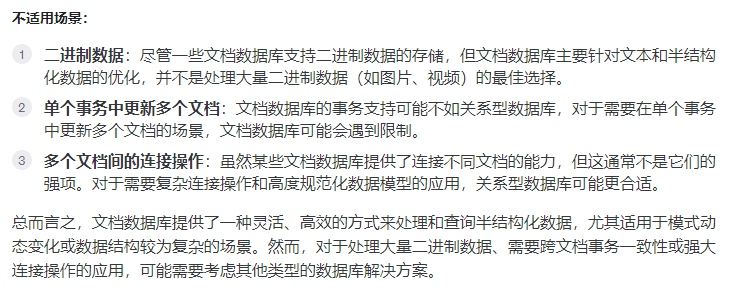 不适用场景：
1 二进制数据：尽管一些文档数据库支持二进制数据的存储，但文档数据库主要针对文本和半结构
化数据的优化，并不是处理大量二进制数据（如图片、视频）的最佳选择。
2 单个事务中更新多个文档：文档数据库的事务支持可能不如关系型数据库，对于需要在单个事务
中更新多个文档的场景，文档数据库可能会遇到限制。
3 多个文档间的连接操作：虽然某些文档数据库提供了连接不同文档的能力，但这通常不是它们的
强项。对于需要复杂连接操作和高度规范化数据模型的应用，关系型数据库可能更合适。
总而言之，文档数据库提供了一种灵活、高效的方式来处理和查询半结构化数据，尤其适用于模式动
态变化或数据结构较为复杂的场景。然而，对于处理大量二进制数据、需要跨文档事务一致性或强大
连接操作的应用，可能需要考虑其他类型的数据库解决方案。